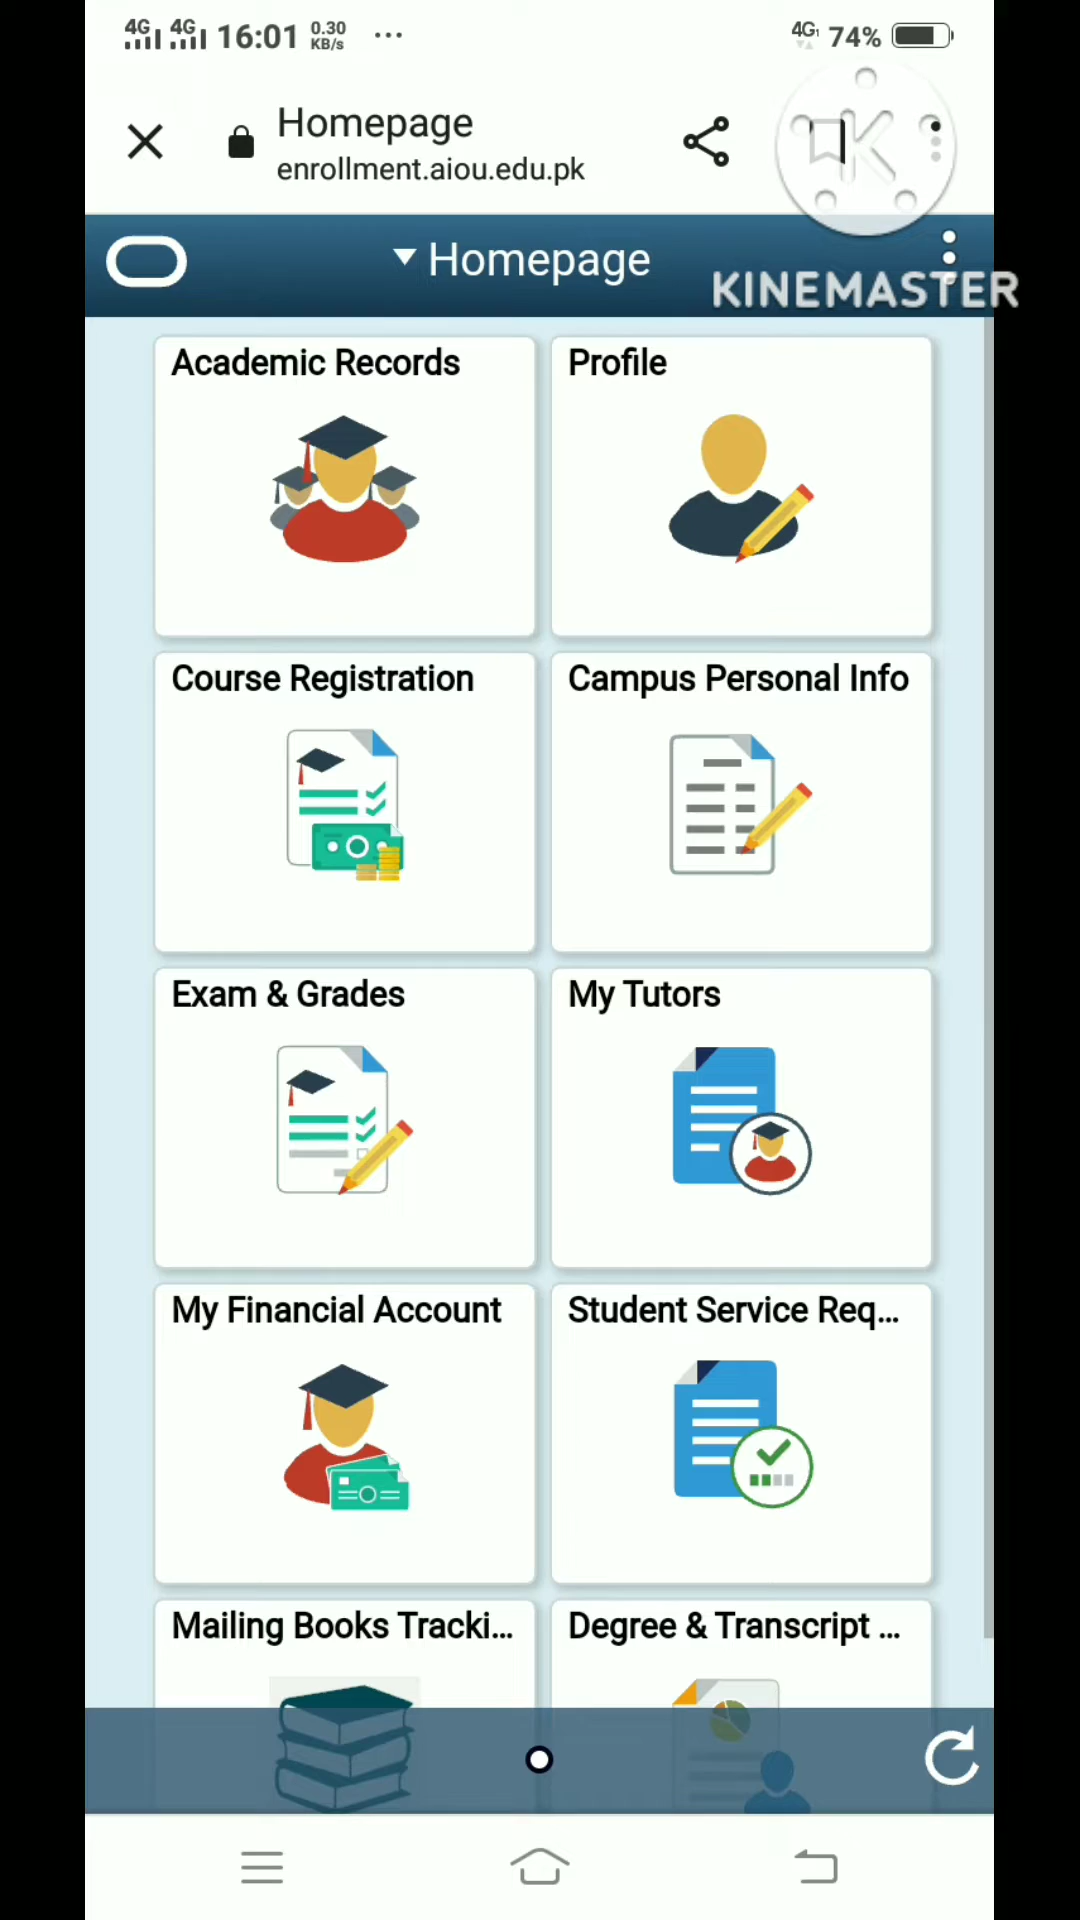 4G 4G 16:01 0.30 KB/s ... 4G 74%
Homepage
enrollment.aiou.edu.pk
K
Homepage
KINEMASTER
Academic Records Profile
Course Registration Campus Personal Info
Exam & Grades My Tutors
My Financial Account Student Service Req...
Mailing Books Tracki... Degree & Transcript ...